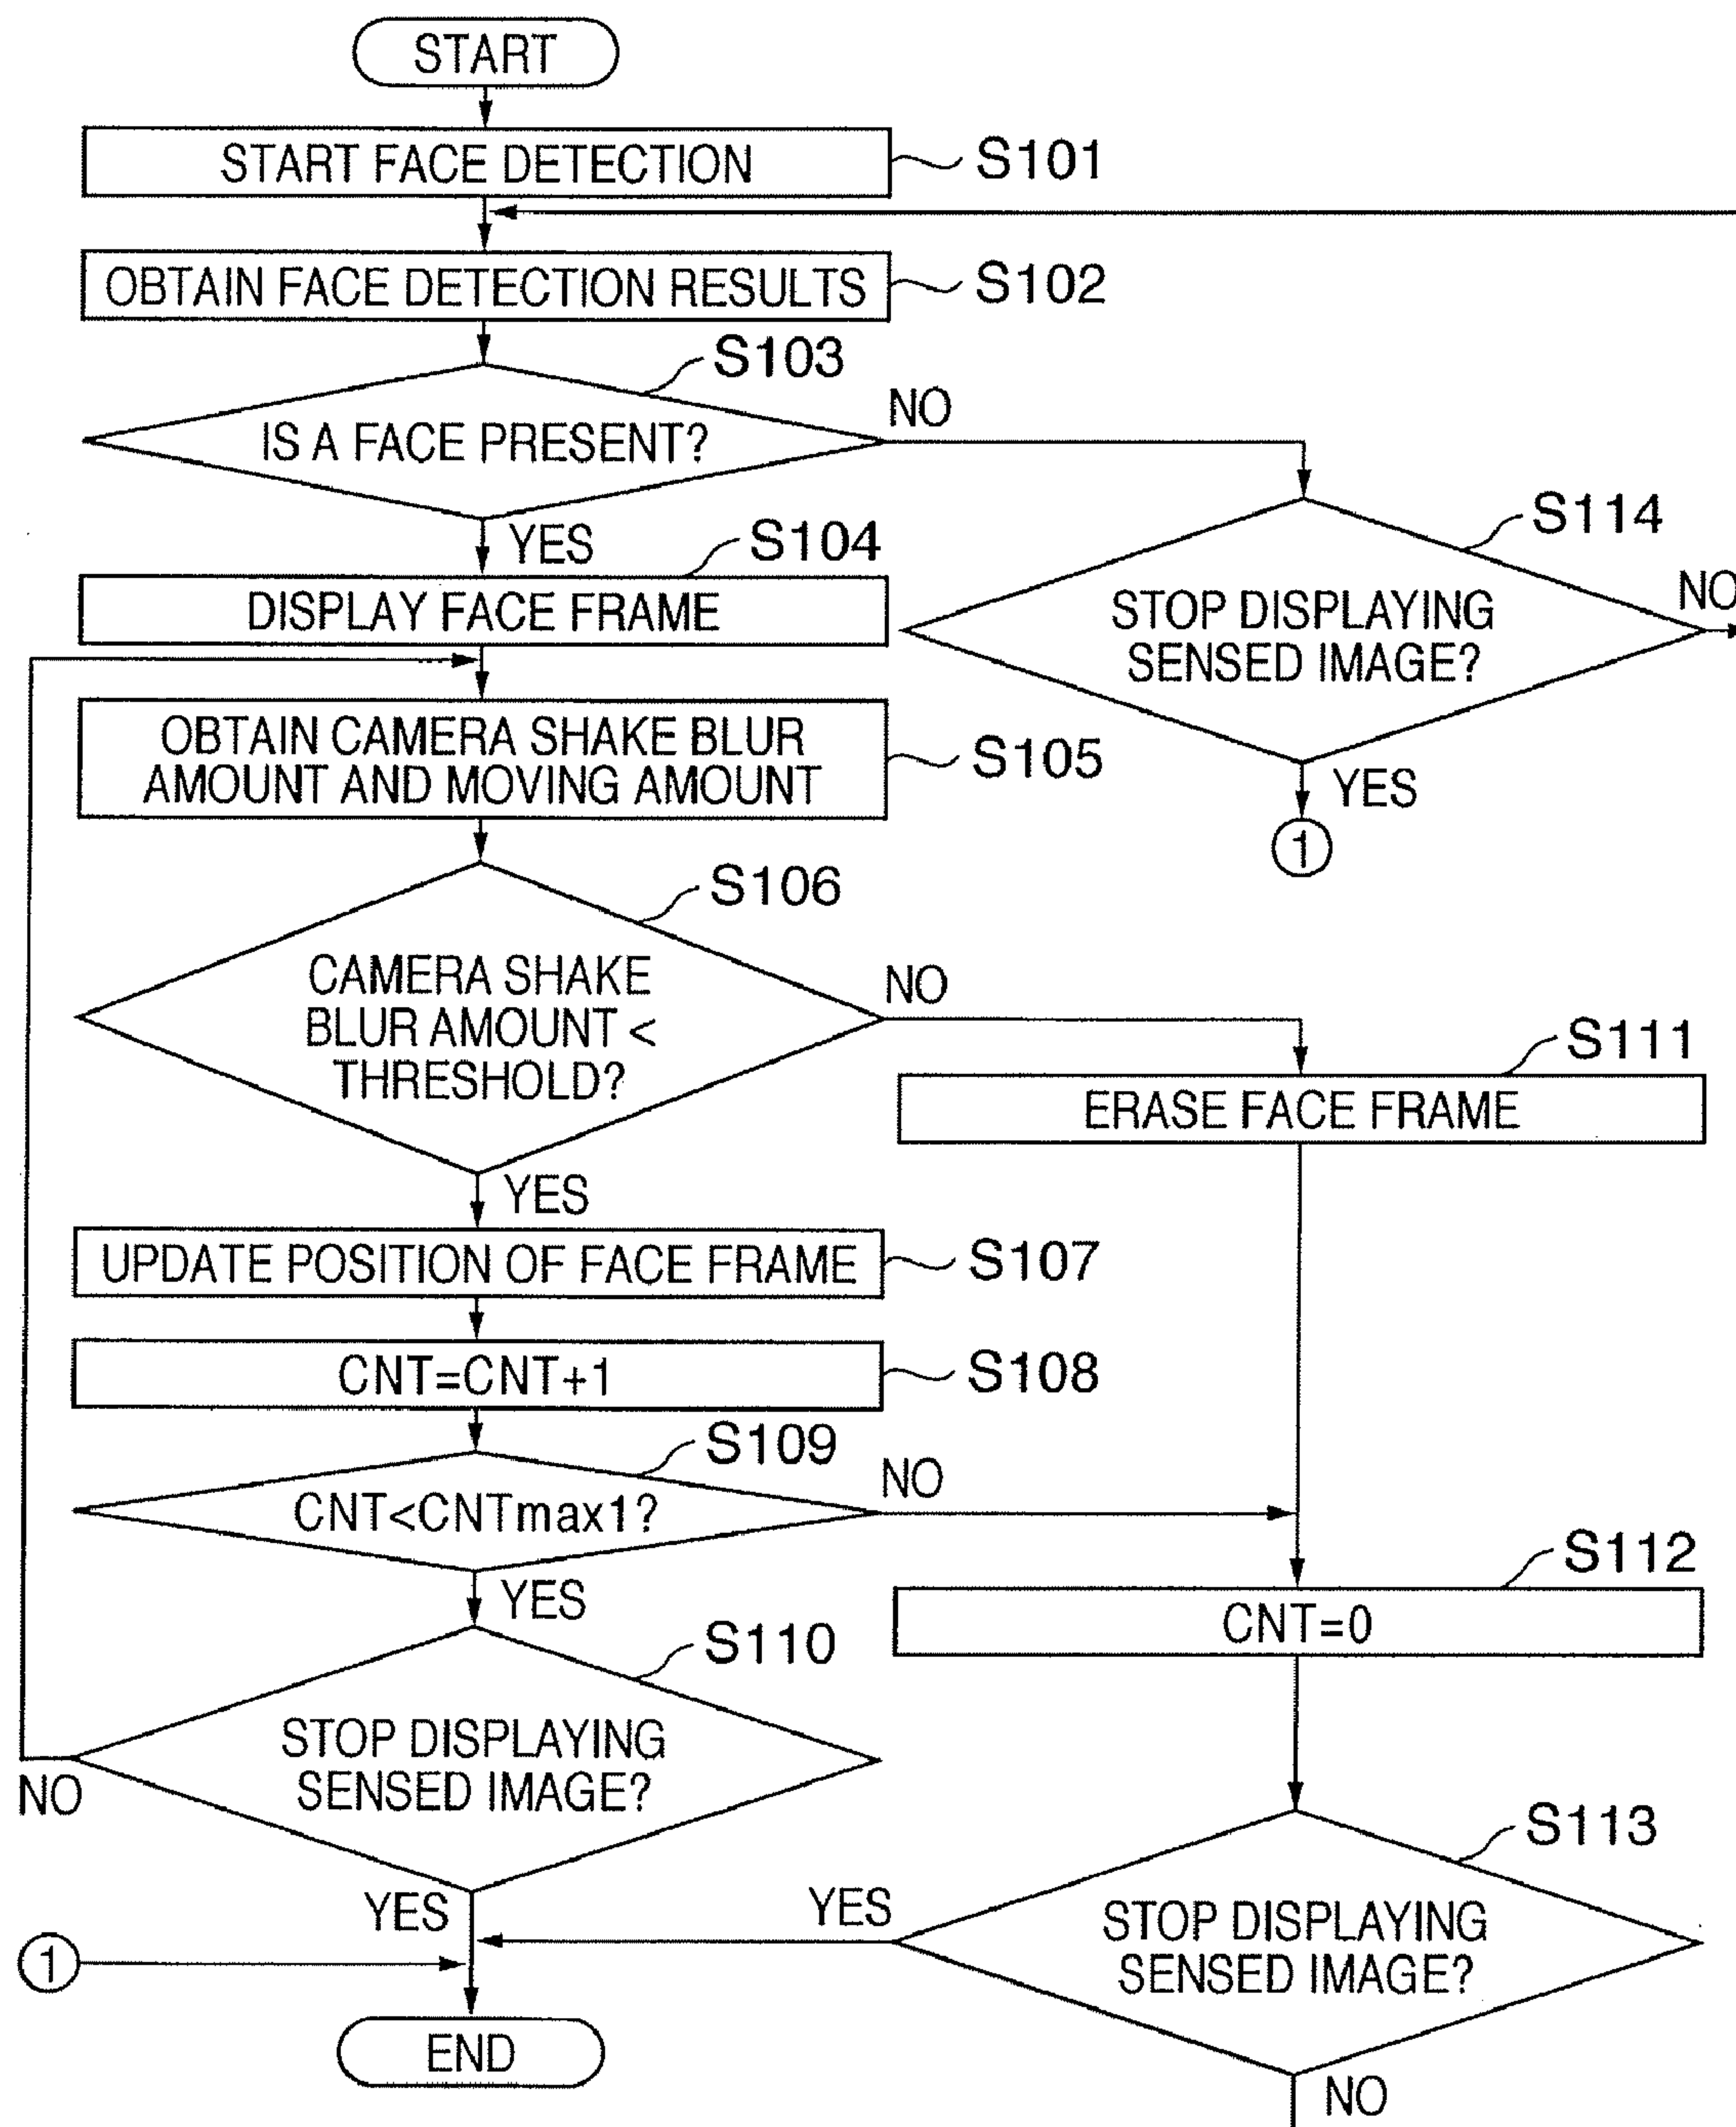 START
START FACE DETECTION
S101
OBTAIN FACE DETECTION RESULTS
S102
S103
IS A FACE PRESENT?
NO
YES
S104
DISPLAY FACE FRAME
S114
STOP DISPLAYING
SENSED IMAGE?
NO
YES
1
OBTAIN CAMERA SHAKE BLUR
AMOUNT AND MOVING AMOUNT
S105
S106
CAMERA SHAKE
BLUR AMOUNT <
THRESHOLD?
NO
YES
S111
ERASE FACE FRAME
UPDATE POSITION OF FACE FRAME
S107
CNT=CNT+1
S108
S109
CNT<CNTmax1?
NO
YES
S112
CNT=0
S110
STOP DISPLAYING
SENSED IMAGE?
NO
YES
S113
STOP DISPLAYING
SENSED IMAGE?
YES
NO
1
END